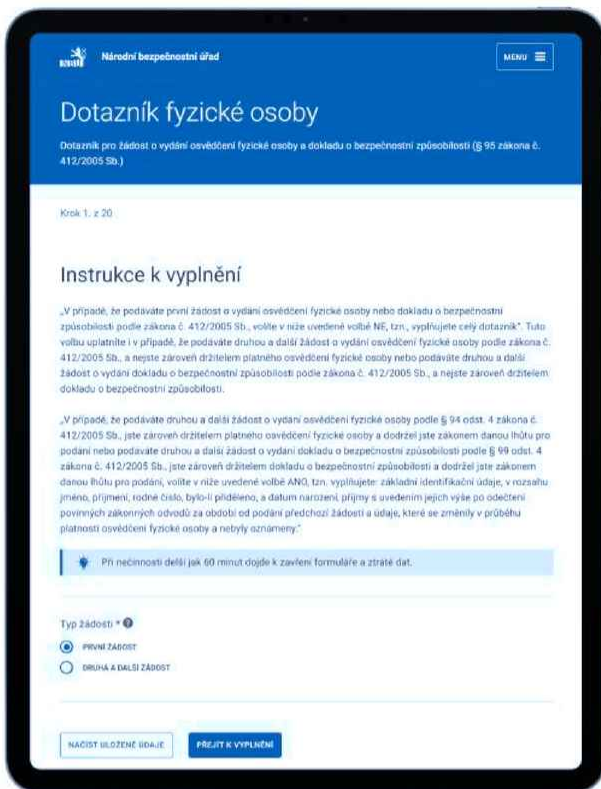 Národní bezpečnostní úřad
MENU
Dotazník fyzické osoby
Dotazník pro žádost o vydání osvědčení fyzické osoby a dokladu o bezpečnostní způsobilosti (§ 95 zákona č.
412/2005 Sb.)
Krok 1. z 20
Instrukce k vyplnění
„V případě, že podáváte první žádost o vydání osvědčení fyzické osoby nebo dokladu o bezpečnostní
způsobilosti podle zákona č. 412/2005 Sb., volíte v níže uvedené volbě NE, tzn., vyplňujete celý dotazník“. Tuto
volbu uplatníte i v případě, že podáváte druhou a další žádost o vydání osvědčení fyzické osoby podle zákona č.
412/2005 Sb., a nejste zároveň držitelem platného osvědčení fyzické osoby nebo podáváte druhou a další
žádost o vydání dokladu o bezpečnostní způsobilosti podle zákona č. 412/2005 Sb., a nejste zároveň držitelem
dokladu o bezpečnostní způsobilosti.
„V případě, že podáváte druhou a další žádost o vydání osvědčení fyzické osoby podle § 94 odst. 4 zákona č.
412/2005 Sb., jste zároveň držitelem platného osvědčení fyzické osoby a dodržel jste zákonem danou lhůtu pro
podání nebo podáváte druhou a další žádost o vydání dokladu o bezpečnostní způsobilosti podle § 99 odst. 4
zákona č. 412/2005 Sb., jste zároveň držitelem dokladu o bezpečnostní způsobilosti a dodržel jste zákonem
danou lhůtu pro podání, volíte v níže uvedené volbě ANO, tzn. vyplňujete: základní identifikační údaje, v rozsahu
jméno, příjmení, rodné číslo, bylo-li přiděleno, a datum narození, příjmy s uvedením jejich výše po odečtení
povinných zákonných odvodů za období od podání předchozí žádosti a údaje, které se změnily v průběhu
platnosti osvědčení fyzické osoby a nebyly oznámeny.“
Při nečinnosti delší jak 60 minut dojde k zavření formuláře a ztrátě dat.
Typ žádosti *
PRVNÍ ŽÁDOST
DRUHÁ A DALŠÍ ŽÁDOST
NAČÍST ULOŽENÉ ÚDAJE
PŘEJÍT K VYPLNĚNÍ